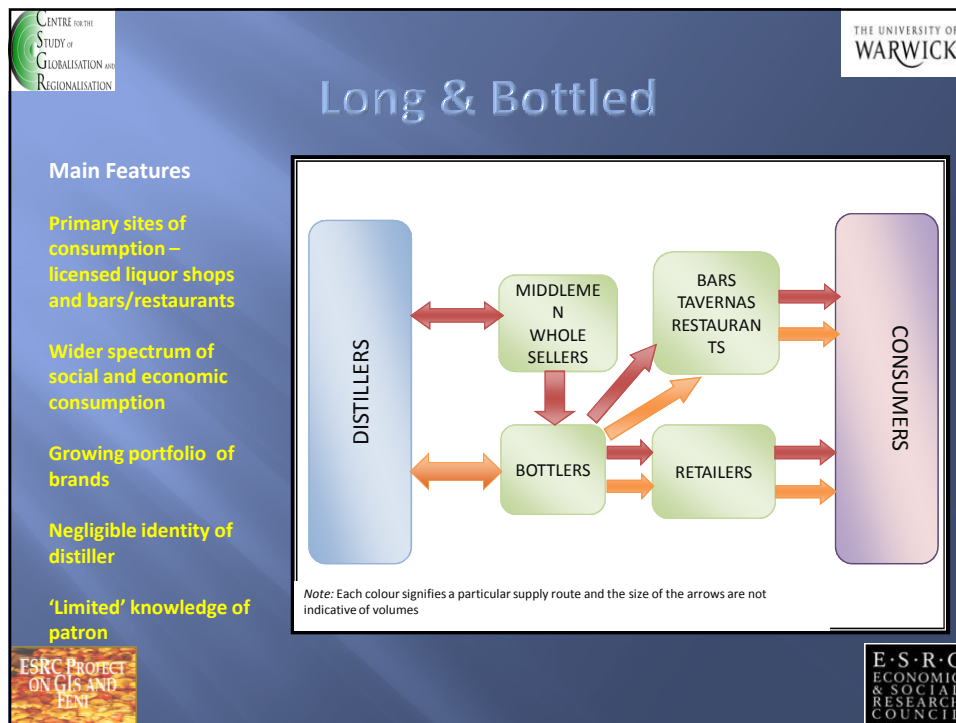 CENTRE FOR THE
STUDY OF
GLOBALISATION AND
REGIONALISATION
THE UNIVERSITY OF
WARWICK
Long & Bottled
Main Features
Primary sites of
consumption –
licensed liquor shops
and bars/restaurants
Wider spectrum of
social and economic
consumption
Growing portfolio of
brands
Negligible identity of
distiller
‘Limited’ knowledge of
patron
DISTILLERS
MIDDLEME
N
WHOLE
SELLERS
BOTTLERS
BARS
TAVERNAS
RESTAURAN
TS
RETAILERS
CONSUMERS
Note: Each colour signifies a particular supply route and the size of the arrows are not
indicative of volumes
ESRC PROJECT
ON GIS AND
FENI
E·S·R·C
ECONOMIC
& SOCIAL
RESEARCH
COUNCIL